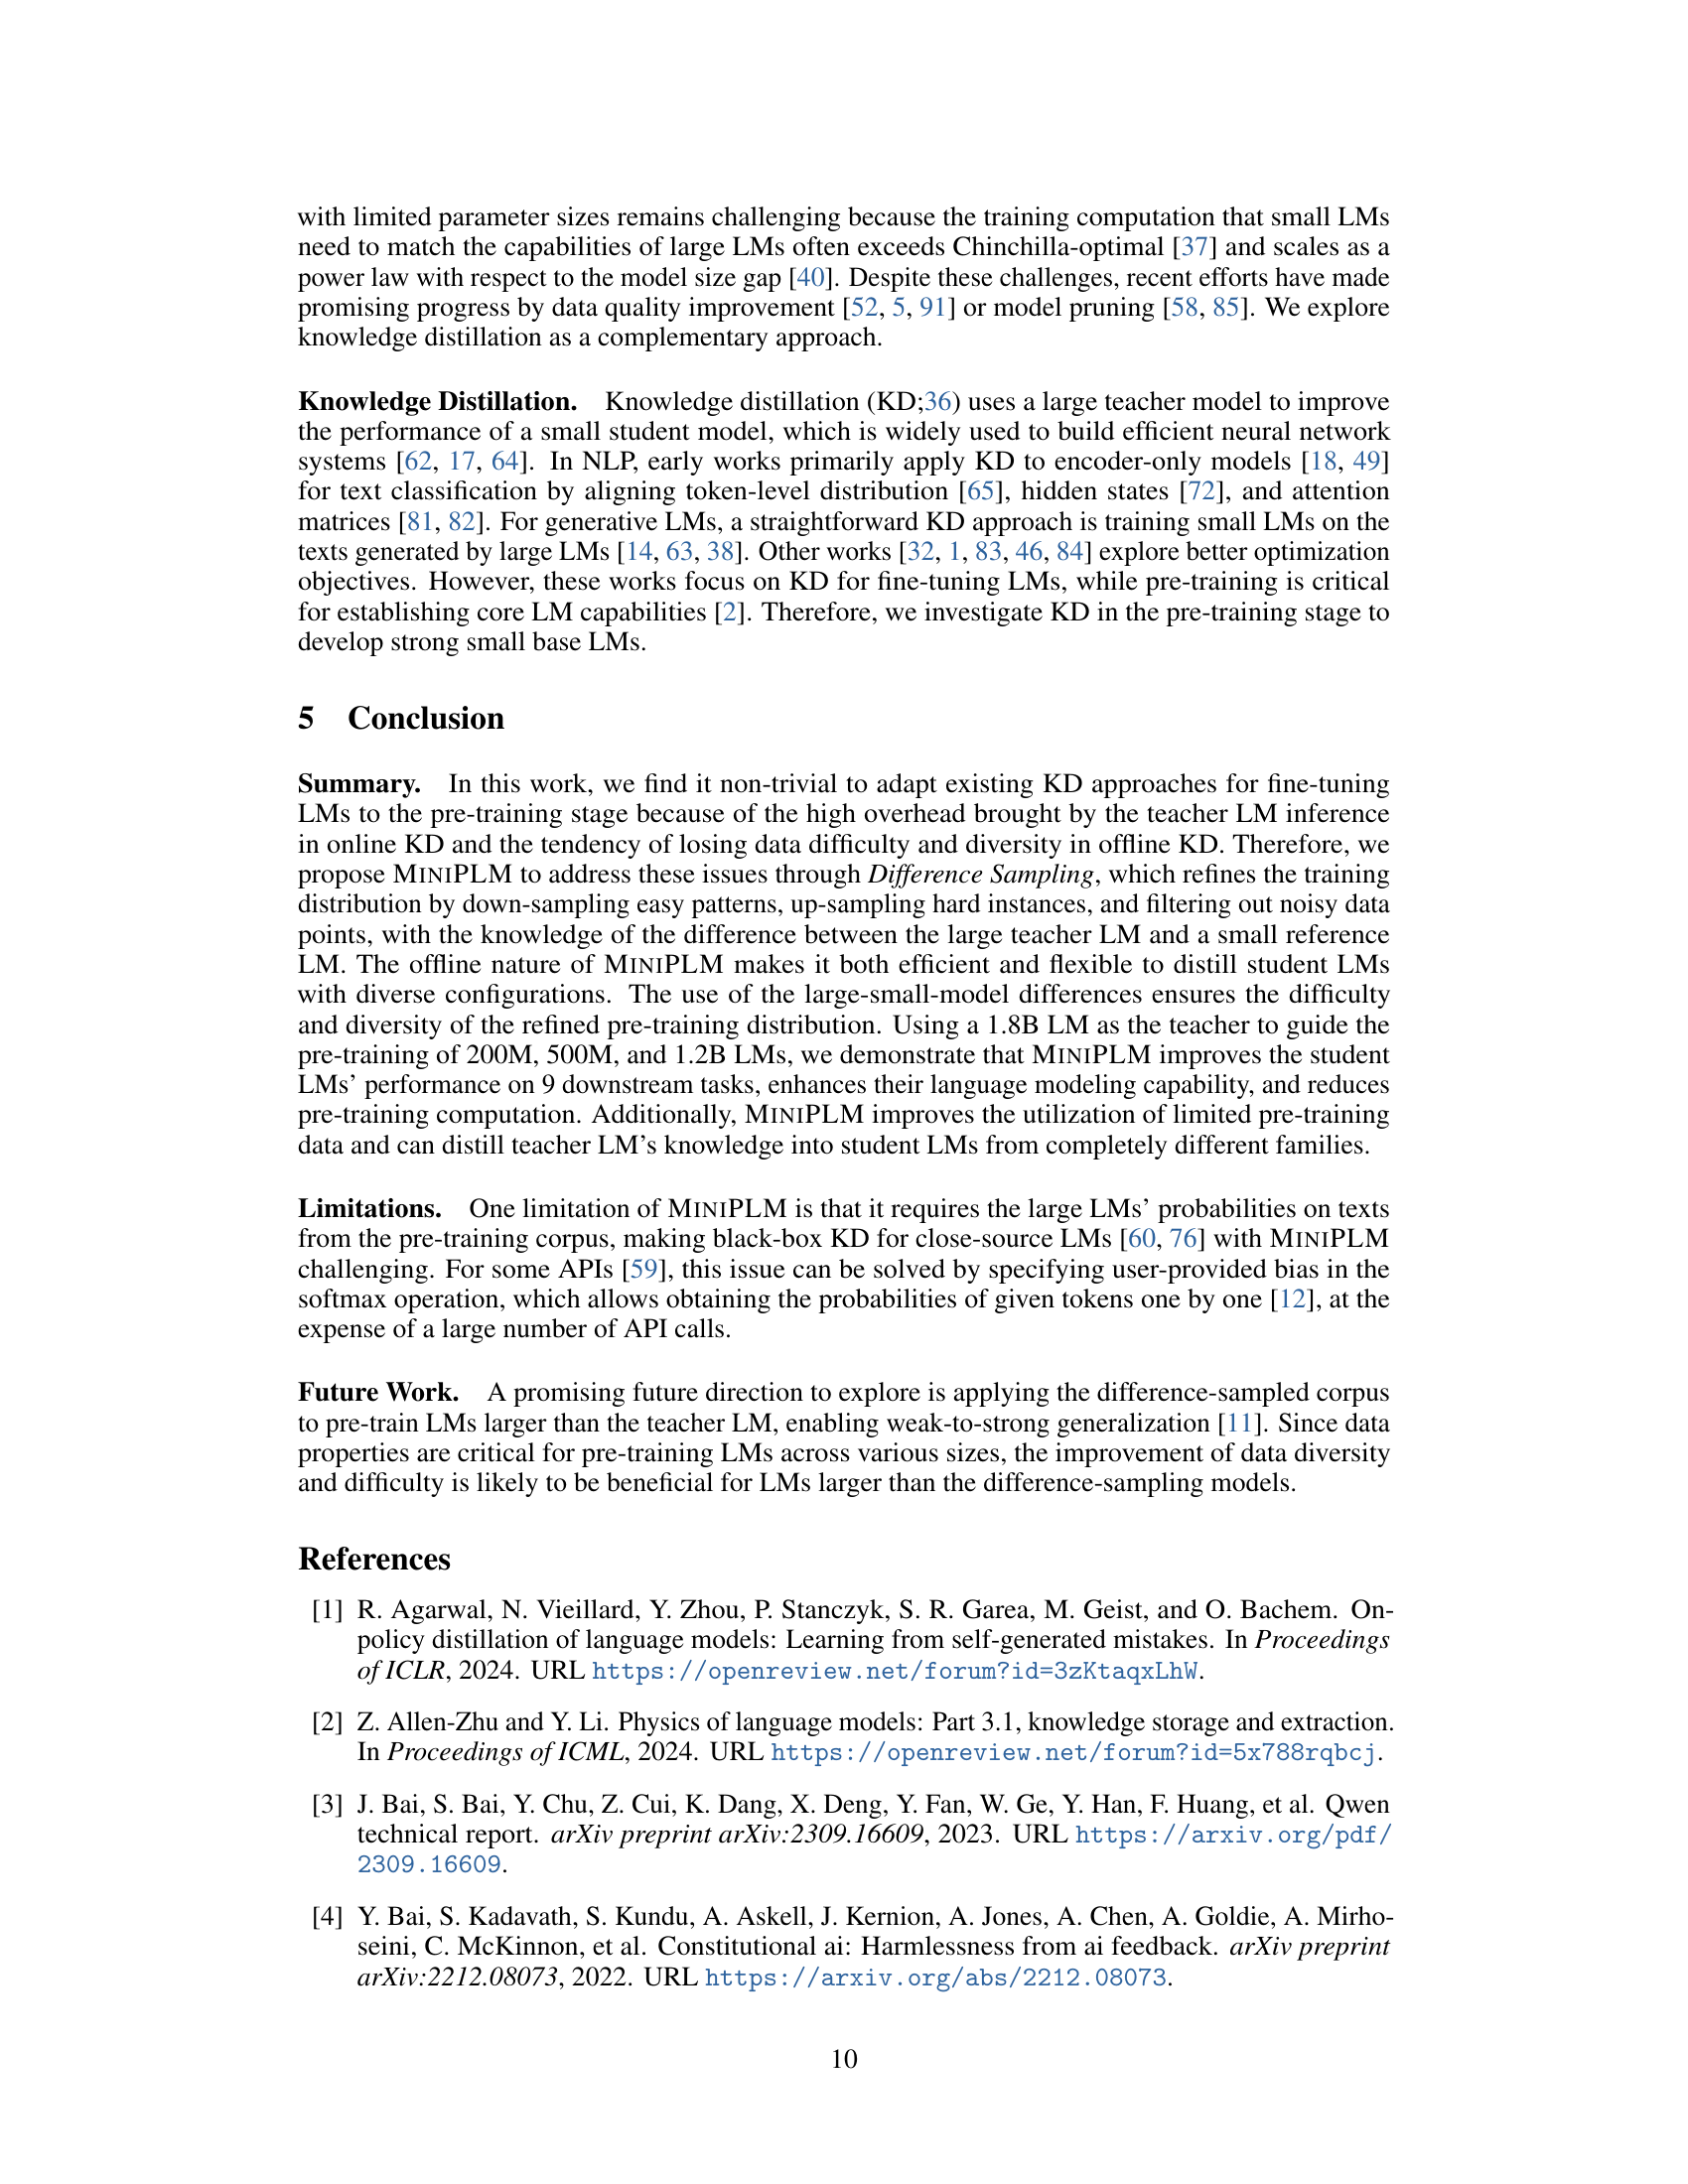 with limited parameter sizes remains challenging because the training computation that small LMs
need to match the capabilities of large LMs often exceeds Chinchilla-optimal [37] and scales as a
power law with respect to the model size gap [40]. Despite these challenges, recent efforts have made
promising progress by data quality improvement [52, 5, 91] or model pruning [58, 85]. We explore
knowledge distillation as a complementary approach.
Knowledge Distillation. Knowledge distillation (KD;36) uses a large teacher model to improve
the performance of a small student model, which is widely used to build efficient neural network
systems [62, 17, 64]. In NLP, early works primarily apply KD to encoder-only models [18, 49]
for text classification by aligning token-level distribution [65], hidden states [72], and attention
matrices [81, 82]. For generative LMs, a straightforward KD approach is training small LMs on the
texts generated by large LMs [14, 63, 38]. Other works [32, 1, 83, 46, 84] explore better optimization
objectives. However, these works focus on KD for fine-tuning LMs, while pre-training is critical
for establishing core LM capabilities [2]. Therefore, we investigate KD in the pre-training stage to
develop strong small base LMs.
5 Conclusion
Summary. In this work, we find it non-trivial to adapt existing KD approaches for fine-tuning
LMs to the pre-training stage because of the high overhead brought by the teacher LM inference
in online KD and the tendency of losing data difficulty and diversity in offline KD. Therefore, we
propose MINIPLM to address these issues through Difference Sampling, which refines the training
distribution by down-sampling easy patterns, up-sampling hard instances, and filtering out noisy data
points, with the knowledge of the difference between the large teacher LM and a small reference
LM. The offline nature of MINIPLM makes it both efficient and flexible to distill student LMs
with diverse configurations. The use of the large-small-model differences ensures the difficulty
and diversity of the refined pre-training distribution. Using a 1.8B LM as the teacher to guide the
pre-training of 200M, 500M, and 1.2B LMs, we demonstrate that MINIPLM improves the student
LMs' performance on 9 downstream tasks, enhances their language modeling capability, and reduces
pre-training computation. Additionally, MINIPLM improves the utilization of limited pre-training
data and can distill teacher LM's knowledge into student LMs from completely different families.
Limitations. One limitation of MINIPLM is that it requires the large LMs' probabilities on texts
from the pre-training corpus, making black-box KD for close-source LMs [60, 76] with MINIPLM
challenging. For some APIs [59], this issue can be solved by specifying user-provided bias in the
softmax operation, which allows obtaining the probabilities of given tokens one by one [12], at the
expense of a large number of API calls.
Future Work. A promising future direction to explore is applying the difference-sampled corpus
to pre-train LMs larger than the teacher LM, enabling weak-to-strong generalization [11]. Since data
properties are critical for pre-training LMs across various sizes, the improvement of data diversity
and difficulty is likely to be beneficial for LMs larger than the difference-sampling models.
References
[1] R. Agarwal, N. Vieillard, Y. Zhou, P. Stanczyk, S. R. Garea, M. Geist, and O. Bachem. On-
policy distillation of language models: Learning from self-generated mistakes. In Proceedings
of ICLR, 2024. URL https://openreview.net/forum?id=3zKtaqxLhW.
[2] Z. Allen-Zhu and Y. Li. Physics of language models: Part 3.1, knowledge storage and extraction.
In Proceedings of ICML, 2024. URL https://openreview.net/forum?id=5x788rqbcj.
[3] J. Bai, S. Bai, Y. Chu, Z. Cui, K. Dang, X. Deng, Y. Fan, W. Ge, Y. Han, F. Huang, et al. Qwen
technical report. arXiv preprint arXiv:2309.16609, 2023. URL https://arxiv.org/pdf/
2309.16609.
[4] Y. Bai, S. Kadavath, S. Kundu, A. Askell, J. Kernion, A. Jones, A. Chen, A. Goldie, A. Mirho-
seini, C. McKinnon, et al. Constitutional ai: Harmlessness from ai feedback. arXiv preprint
arXiv:2212.08073, 2022. URL https://arxiv.org/abs/2212.08073.
10